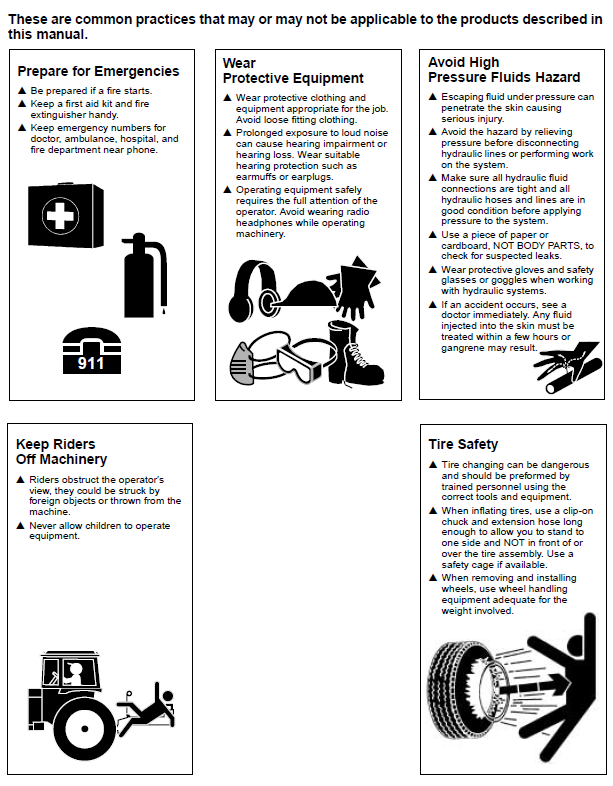 These are common practices that may or may not be applicable to the products described in
this manual.
Prepare for Emergencies
▲ Be prepared if a fire starts.
▲ Keep a first aid kit and fire
extinguisher handy.
▲ Keep emergency numbers for
doctor, ambulance, hospital, and
fire department near phone.
911
Wear
Protective Equipment
▲ Wear protective clothing and
equipment appropriate for the job.
Avoid loose fitting clothing.
▲ Prolonged exposure to loud noise
can cause hearing impairment or
hearing loss. Wear suitable
hearing protection such as
earmuffs or earplugs.
▲ Operating equipment safely
requires the full attention of the
operator. Avoid wearing radio
headphones while operating
machinery.
Avoid High
Pressure Fluids Hazard
▲ Escaping fluid under pressure can
penetrate the skin causing
serious injury.
▲ Avoid the hazard by relieving
pressure before disconnecting
hydraulic lines or performing work
on the system.
▲ Make sure all hydraulic fluid
connections are tight and all
hydraulic hoses and lines are in
good condition before applying
pressure to the system.
▲ Use a piece of paper or
cardboard, NOT BODY PARTS, to
check for suspected leaks.
▲ Wear protective gloves and safety
glasses or goggles when working
with hydraulic systems.
▲ If an accident occurs, see a
doctor immediately. Any fluid
injected into the skin must be
treated within a few hours or
gangrene may result.
Keep Riders
Off Machinery
▲ Riders obstruct the operator's
view, they could be struck by
foreign objects or thrown from the
machine.
▲ Never allow children to operate
equipment.
Tire Safety
▲ Tire changing can be dangerous
and should be preformed by
trained personnel using the
correct tools and equipment.
▲ When inflating tires, use a clip-on
chuck and extension hose long
enough to allow you to stand to
one side and NOT in front of or
over the tire assembly. Use a
safety cage if available.
▲ When removing and installing
wheels, use wheel handling
equipment adequate for the
weight involved.